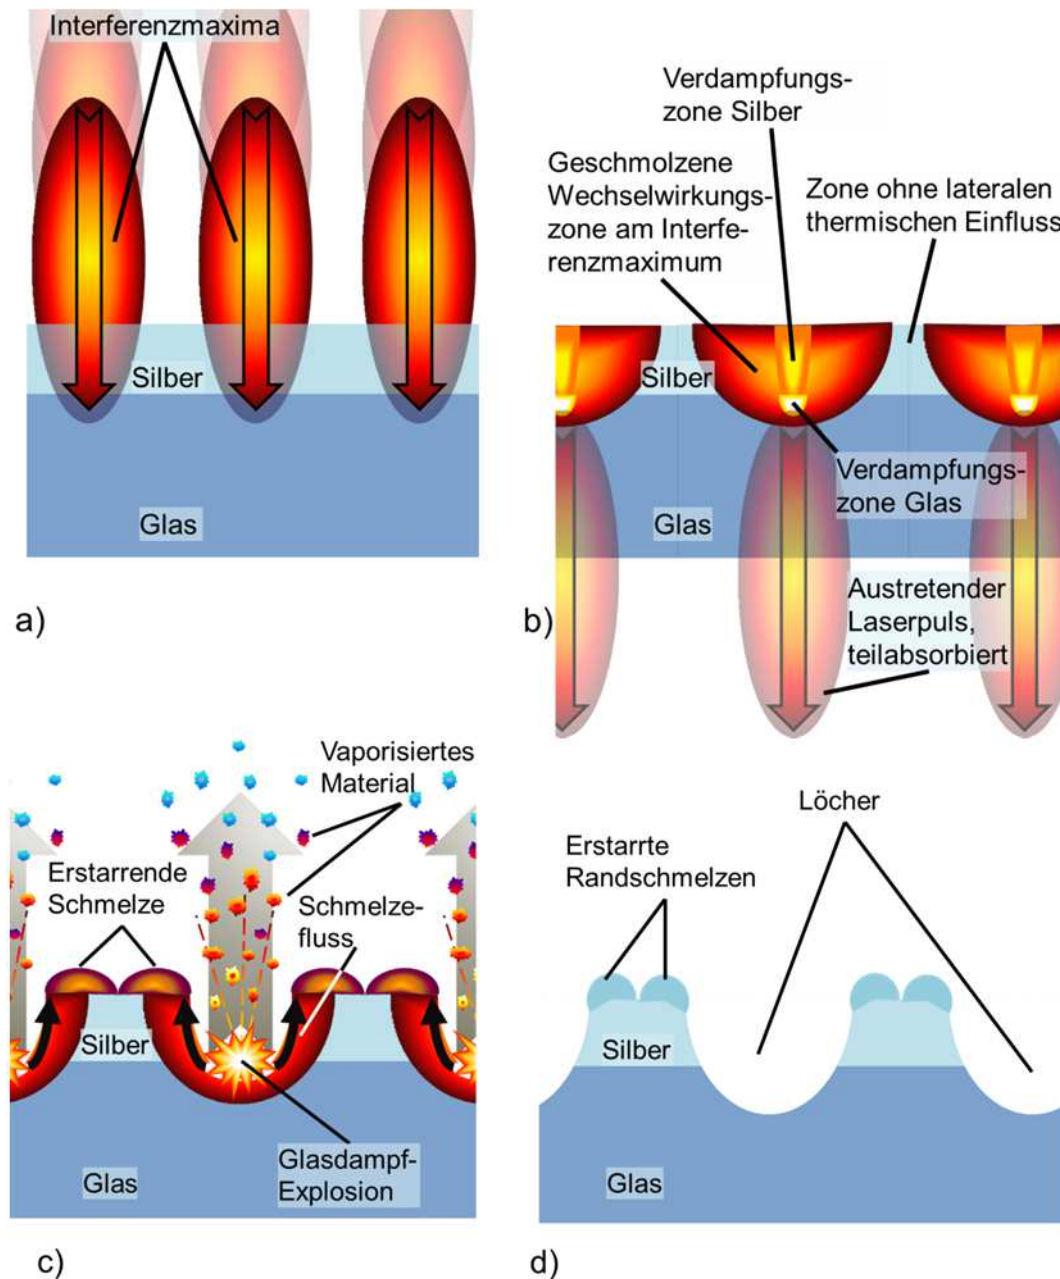 Interferenzmaxima
Silber
Glas
a)
Verdampfungs-
zone Silber
Geschmolzene
Wechselwirkungs-
zone am Interfe-
renzmaximum
Zone ohne lateralen
thermischen Einfluss
Silber
Verdampfungs-
zone Glas
Glas
Austretender
Laserpuls,
teilabsorbiert
b)
Vaporisiertes
Material
Erstarrende
Schmelze
Schmelze-
fluss
Silber
Glasdampf-
Explosion
Glas
c)
Löcher
Erstarrte
Randschmelzen
Silber
Glas
d)